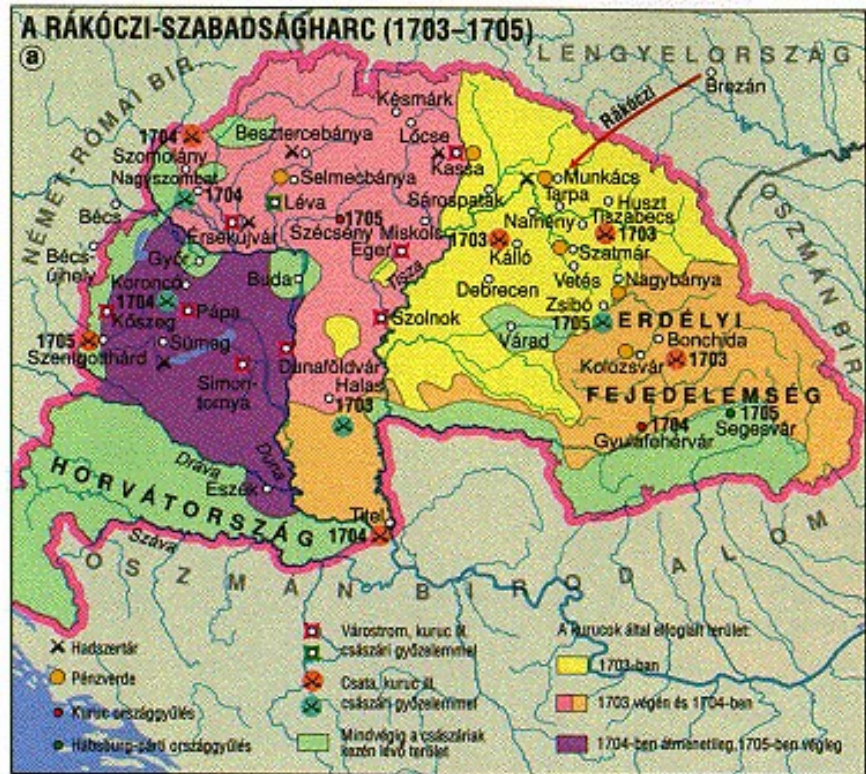 A RÁKÓCZI-SZABADSÁGHARC (1703–1705)
a
LENGYELORSZÁG
NÉMET-RÓMAI BIR.
OSZMÁN BIR.
Brezán
Rákóczi
Késmárk
Lőcse
1704
Szomolány
Besztercebánya
Nagyszombat
1704
Selmecbánya
Kassa
Munkács
Tarpa
Huszt
Bécs
Léva
Sárospatak
Namény
Tiszabecs
Érsekújvár
1705
Szécsény
Miskolc
1703
Kálló
1703
Szatmár
Bécs-
újhely
Győr
Eger
Tisza
Vetés
Nagybánya
Koroncó
Buda
Debrecen
Zsibó
1704
Kőszeg
Pápa
Szolnok
Várad
1705
ERDÉLYI
1705
Szentgotthárd
Sümeg
Bonchida
Kolozsvár
1703
Dunaföldvár
Simon-
tornya
Halas
1703
FEJEDELEMSÉG
1704
Gyulafehérvár
1705
Segesvár
Dráva
Duna
Eszék
HORVÁTORSZÁG
Titel
1704
Száva
OSZMÁN BIRODALOM
Hadszertár
Pénzverde
Kuruc országgyűlés
Habsburg-párti országgyűlés
Várostrom, kuruc ill.
császári győzelemmel
Csata, kuruc ill.
császári győzelemmel
Mindvégig a császáriak
kezén lévő terület
A kurucok által elfoglalt terület:
1703-ban
1703 végén és 1704-ben
1704-ben átmenetileg, 1705-ben végleg